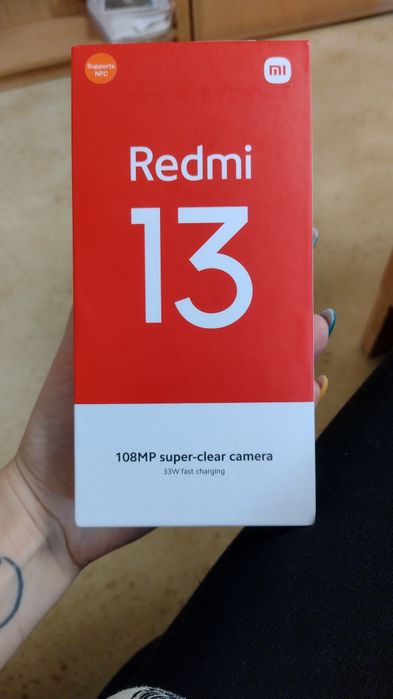 Supports
NFC
mi
Redmi
13
108MP super-clear camera
33W fast charging